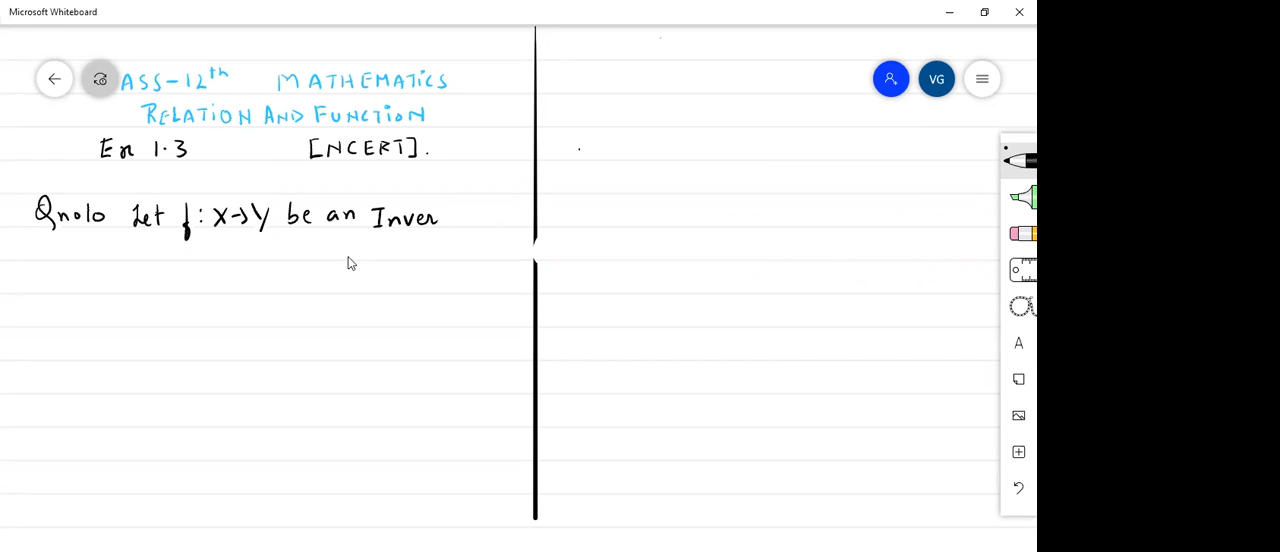 Microsoft Whiteboard
ASS-12th MATHEMATICS
RELATION AND FUNCTION
Ex 1.3 [NCERT].
VG
Qno10 Let f: X→Y be an Inver
A